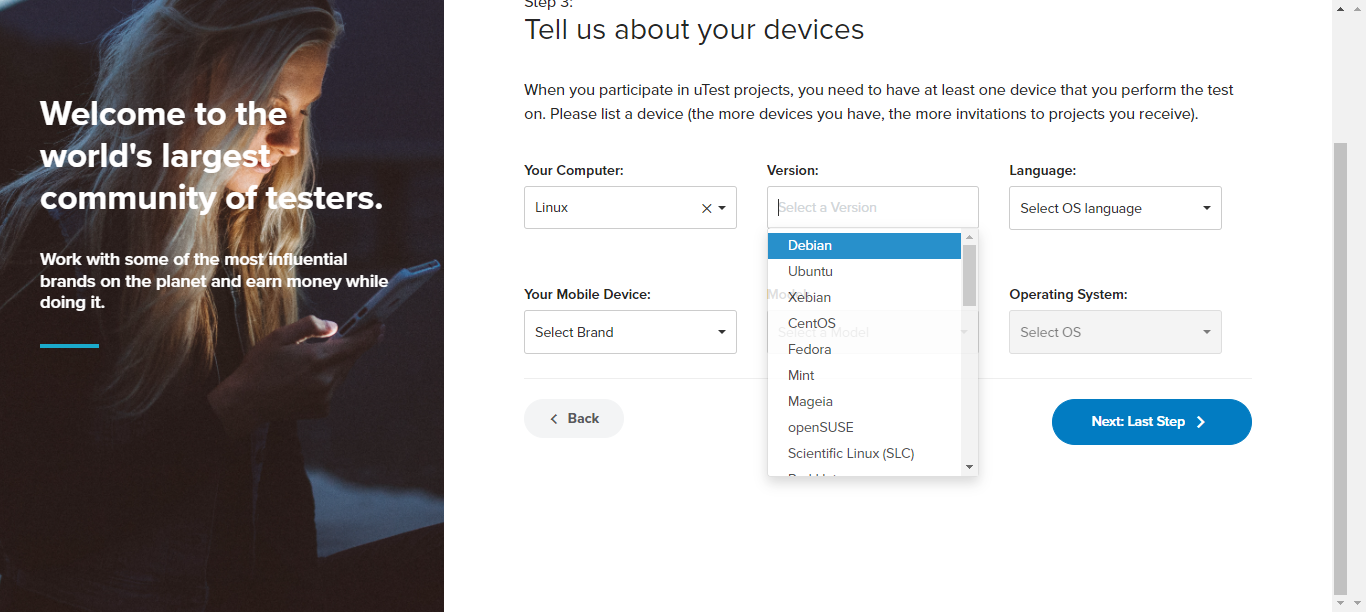 Welcome to the
world's largest
community of testers.
Work with some of the most influential
brands on the planet and earn money while
doing it.
Step 3:
Tell us about your devices
When you participate in uTest projects, you need to have at least one device that you perform the test
on. Please list a device (the more devices you have, the more invitations to projects you receive).
Your Computer:
Linux
Version:
Select a Version
Debian
Ubuntu
Xebian
CentOS
Fedora
Mint
Mageia
openSUSE
Scientific Linux (SLC)
Language:
Select OS language
Your Mobile Device:
Select Brand
Model:
Select a Model
Operating System:
Select OS
Back
Next: Last Step